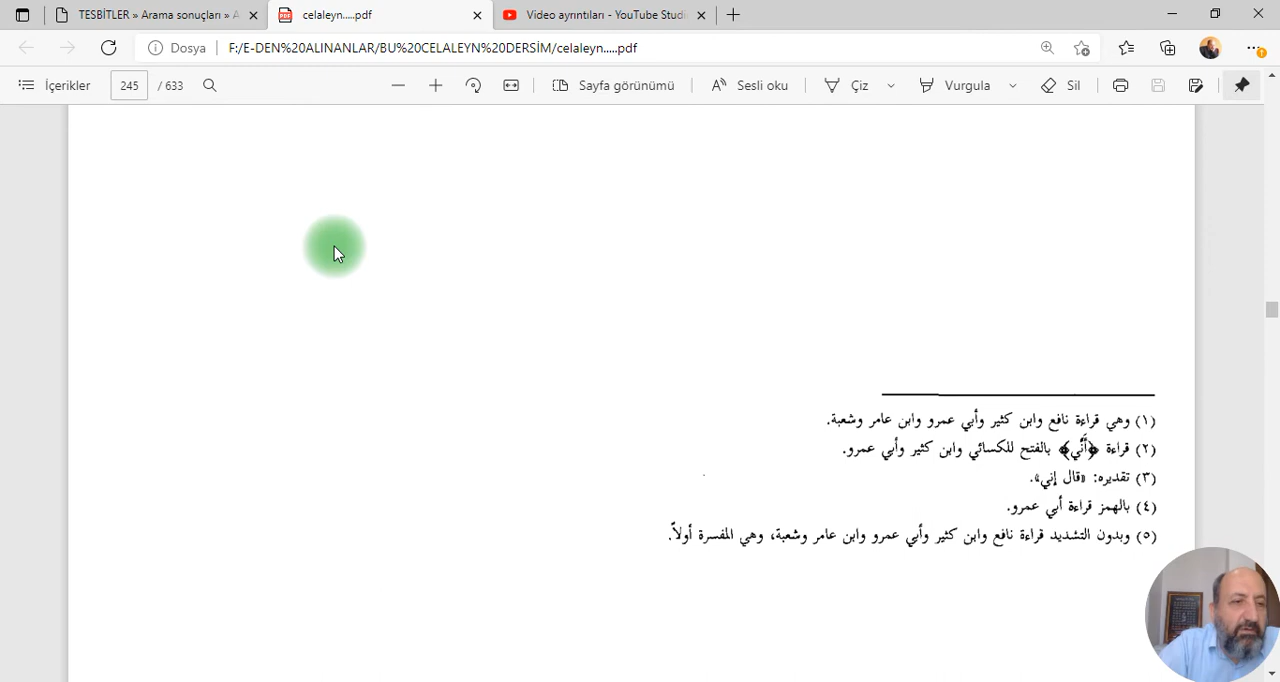 TESBİTLER » Arama sonuçları » A
celaleyn.....pdf
Video ayrıntıları - YouTube Studi
Dosya
F:/E-DEN%20ALINANLAR/BU%20CELALEYN%20DERSİM/celaleyn.....pdf
İçerikler
245 / 633
Sayfa görünümü
Sesli oku
Çiz
Vurgula
Sil
(١) وهي قراءة نافع وابن كثير وأبي عمرو وابن عامر وشعبة.
(٢) قراءة ﴿أَنِّي﴾ بالفتح للكسائي وابن كثير وأبي عمرو.
(٣) تقديره: «قال إني».
(٤) بالهمز قراءة أبي عمرو.
(٥) وبدون التشديد قراءة نافع وابن كثير وأبي عمرو وابن عامر وشعبة، وهي المفسرة أولاً.